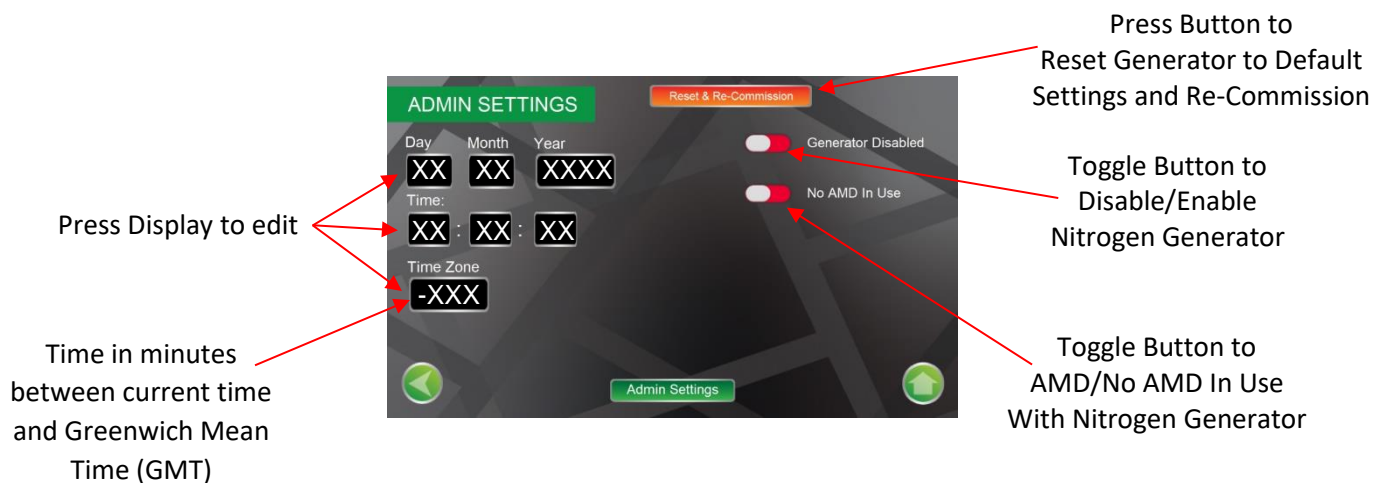 Press Button to
Reset Generator to Default
Settings and Re-Commission
ADMIN SETTINGS
Reset & Re-Commission
Day Month Year
XX XX XXXX
Generator Disabled
Toggle Button to
Disable/Enable
Nitrogen Generator
No AMD In Use
Time:
XX : XX : XX
Press Display to edit
Time Zone
-XXX
Time in minutes
between current time
and Greenwich Mean
Time (GMT)
Toggle Button to
AMD/No AMD In Use
With Nitrogen Generator
Admin Settings